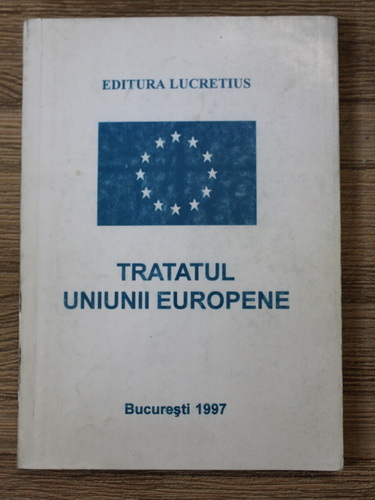 EDITURA LUCRETIUS
TRATATUL
UNIUNII EUROPENE
Bucureşti 1997